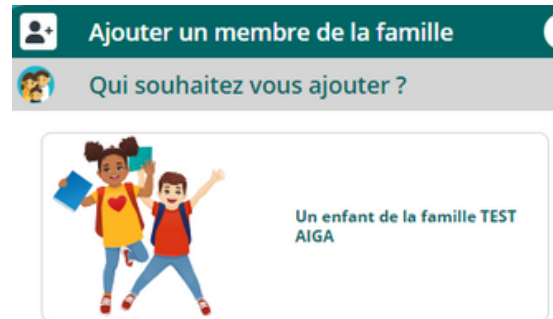 Ajouter un membre de la famille
Qui souhaitez vous ajouter ?
Un enfant de la famille TEST
AIGA